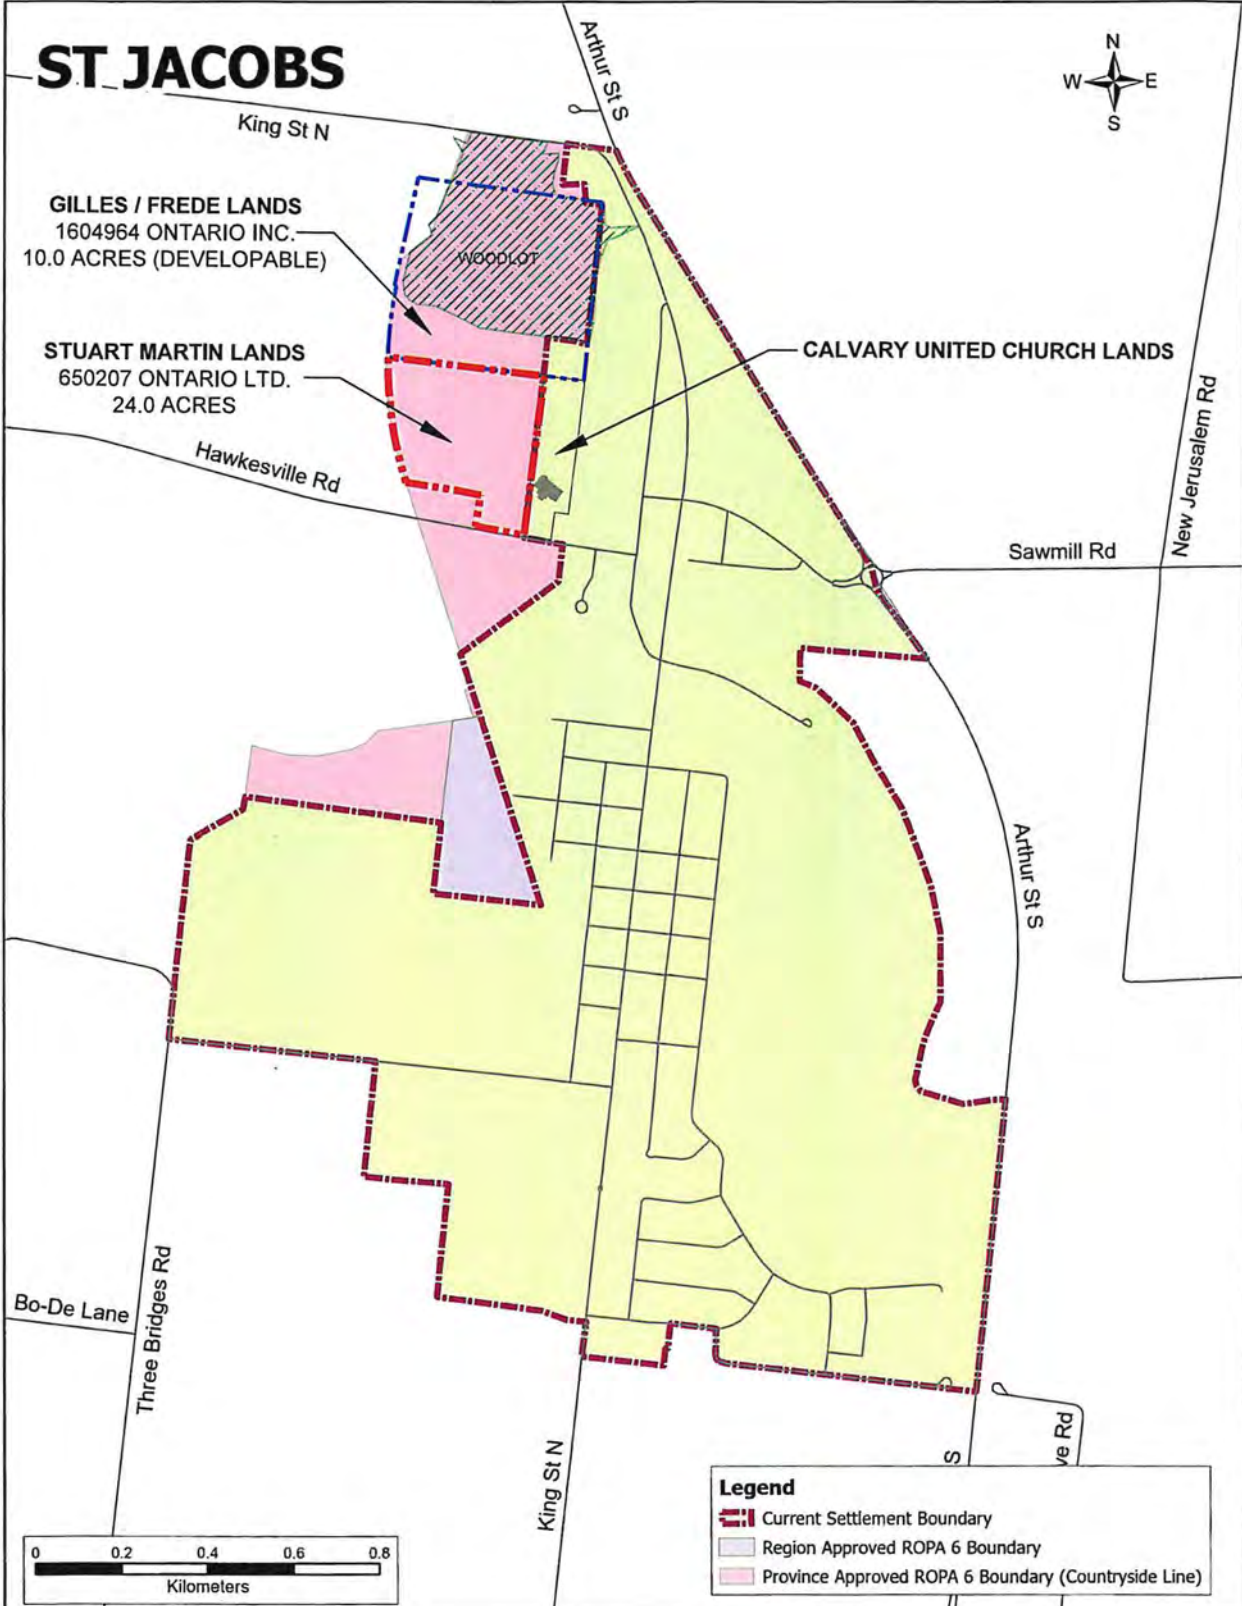 ST JACOBS
Arthur St S
N
W E
S
King St N
GILLES / FREDE LANDS
1604964 ONTARIO INC.
10.0 ACRES (DEVELOPABLE)
WOODLOT
STUART MARTIN LANDS
650207 ONTARIO LTD.
24.0 ACRES
CALVARY UNITED CHURCH LANDS
New Jerusalem Rd
Hawkesville Rd
Sawmill Rd
Arthur St S
Three Bridges Rd
Bo-De Lane
King St N
S
ve Rd
Legend
Current Settlement Boundary
Region Approved ROPA 6 Boundary
Province Approved ROPA 6 Boundary (Countryside Line)
0 0.2 0.4 0.6 0.8
Kilometers